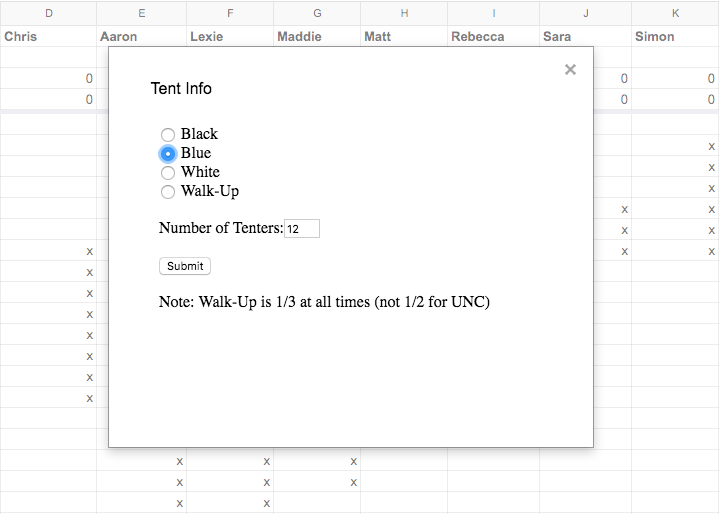 D E F G H I J K
Chris Aaron Lexie Maddie Matt Rebecca Sara Simon
×
Tent Info
0 0 0
0 0 0
Black
x
Blue
x
White
x
Walk-Up
x x
Number of Tenters: 12
x x
x x x
Submit
x
x
Note: Walk-Up is 1/3 at all times (not 1/2 for UNC)
x
x
x
x
x x x
x x x
x x